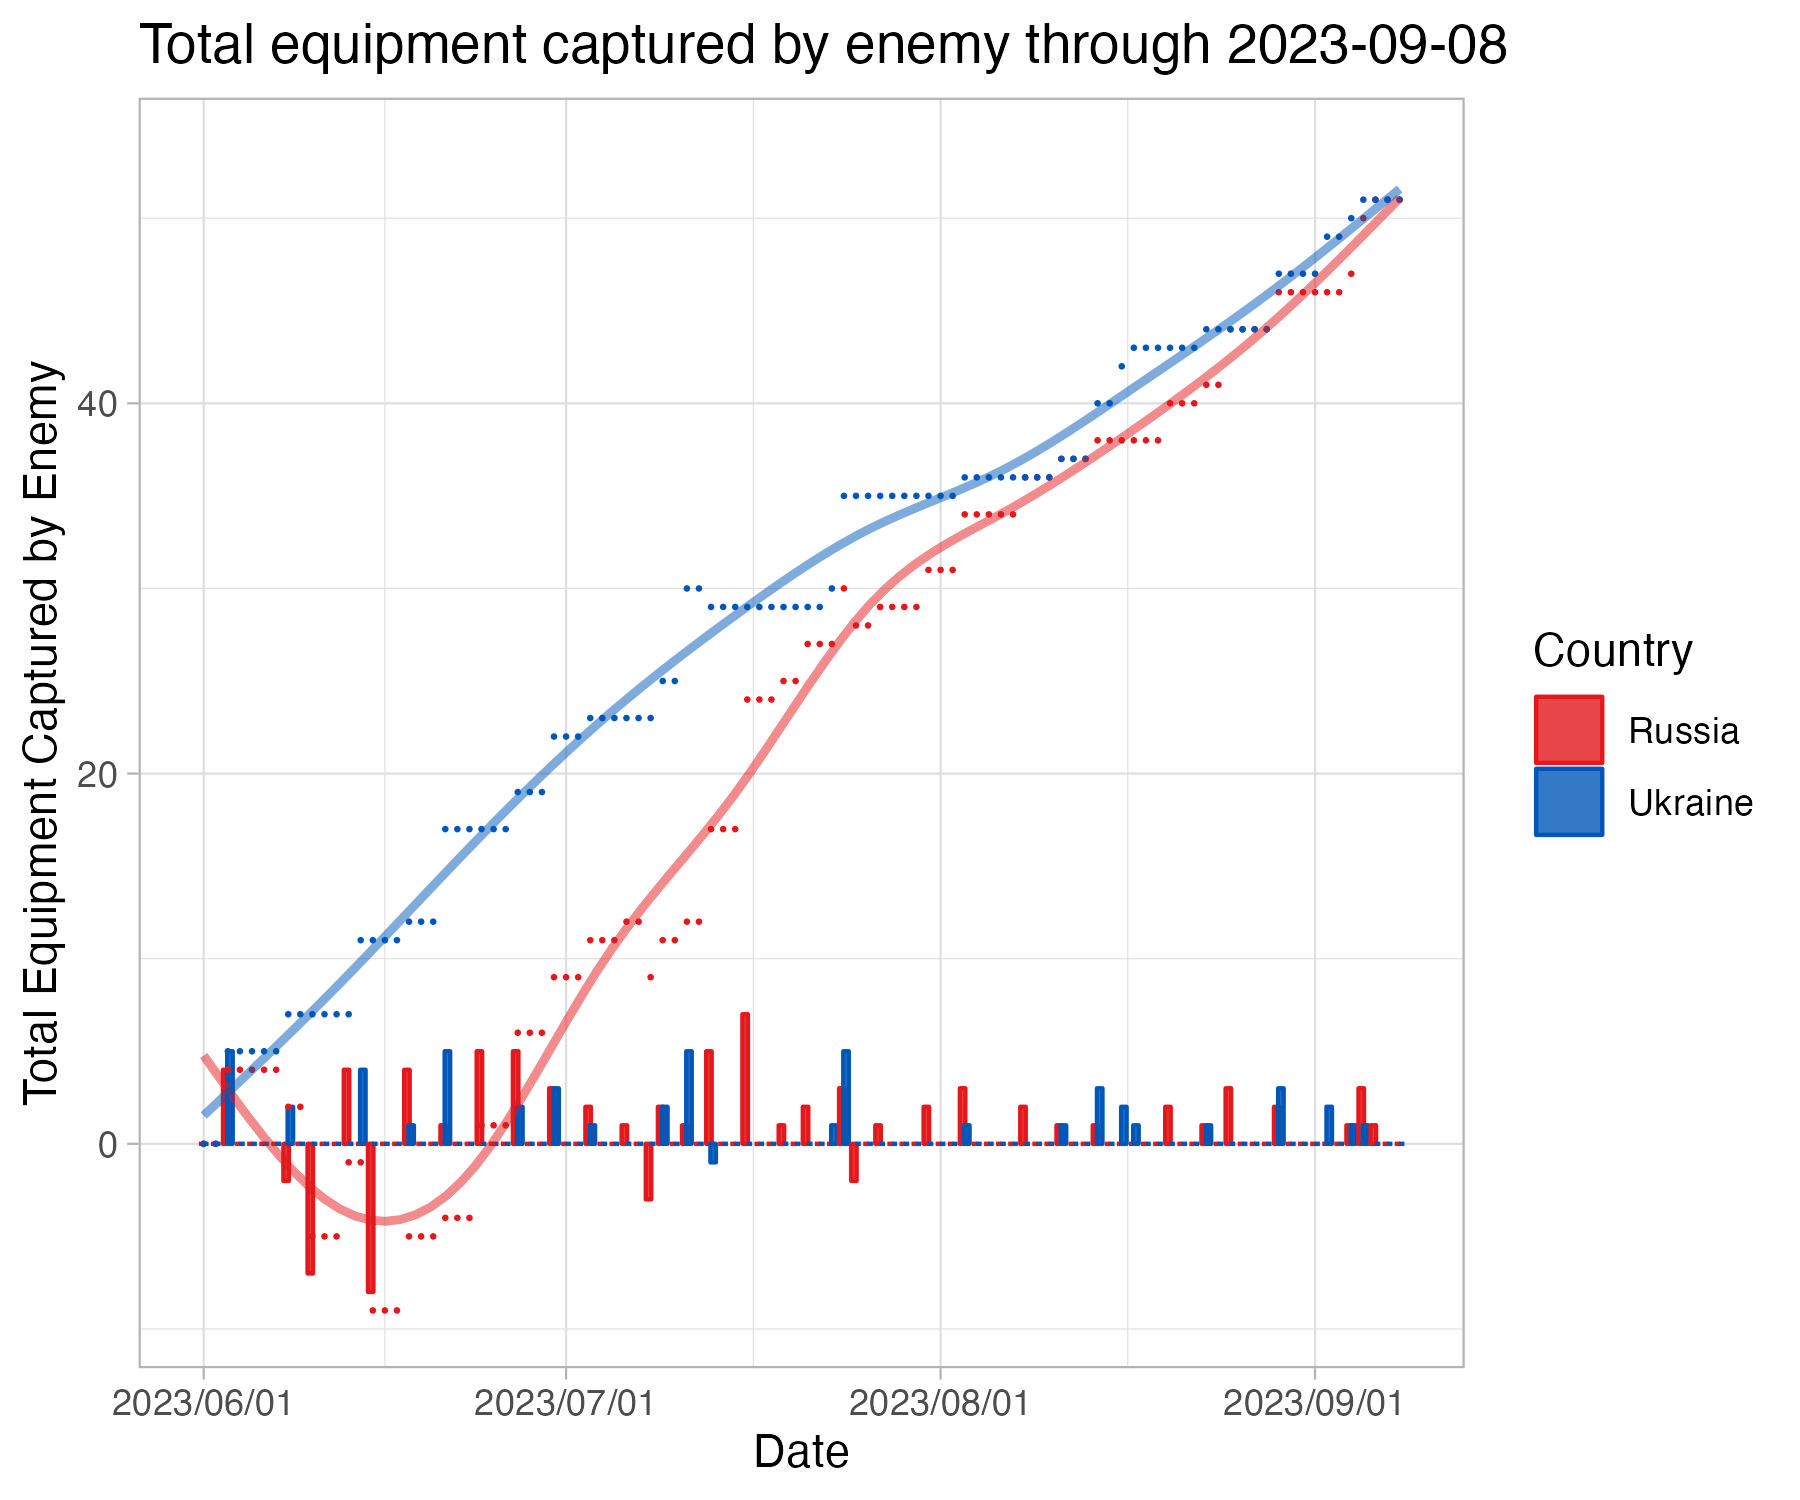 Total equipment captured by enemy through 2023-09-08
Total Equipment Captured by Enemy
40
20
0
2023/06/01
2023/07/01
2023/08/01
2023/09/01
Date
Country
Russia
Ukraine